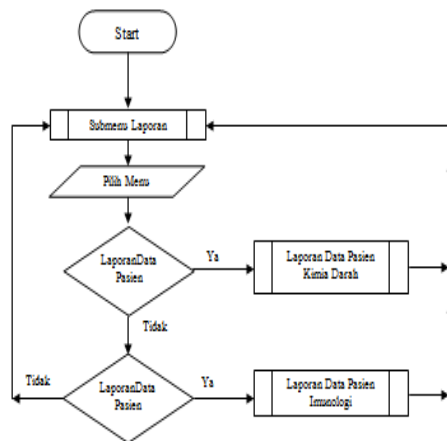 Start
Submenu Laporan
Pilih Menu
LaporanData
Pasien
Ya
Laporan Data Pasien
Kimia Darah
Tidak
Tidak
LaporanData
Pasien
Ya
Laporan Data Pasien
Imunologi